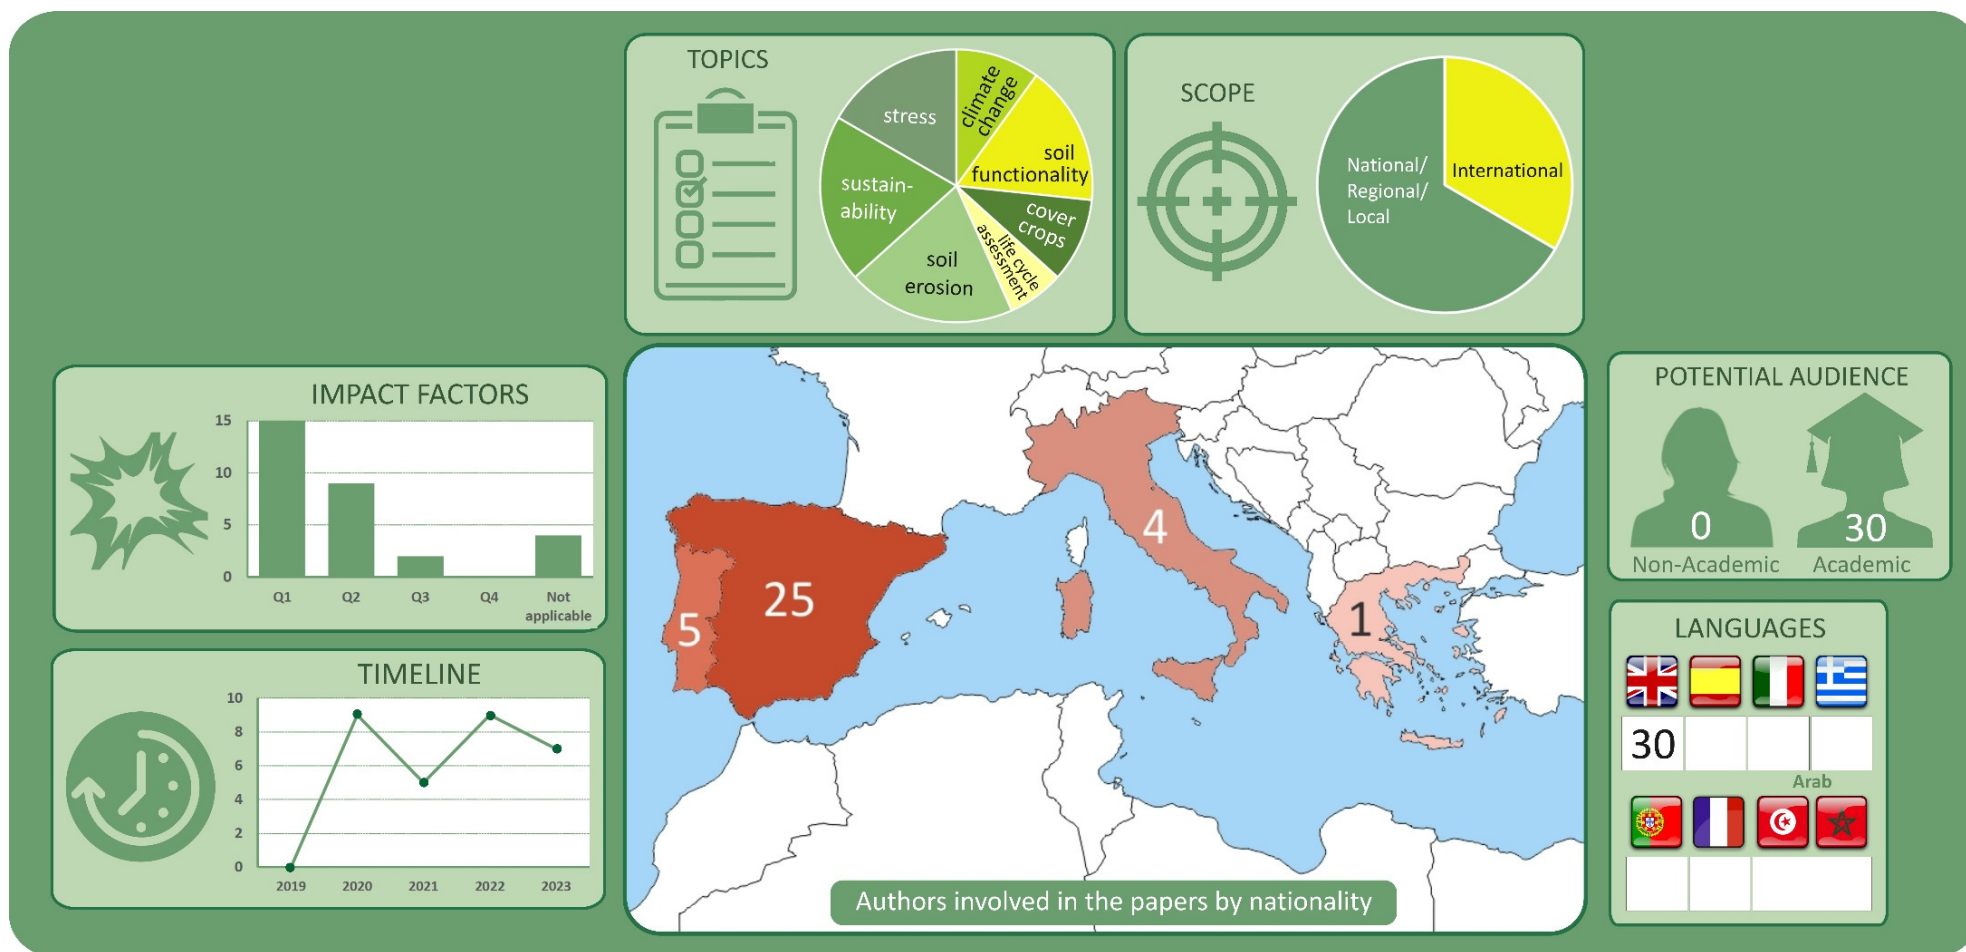 TOPICS
climate
change
soil
functionality
cover
crops
life cycle
assessment
soil
erosion
sustain-
ability
stress
SCOPE
National/
Regional/
Local
International
IMPACT FACTORS
15
10
5
0
Q1
Q2
Q3
Q4
Not
applicable
TIMELINE
10
8
6
4
2
0
2019
2020
2021
2022
2023
5
25
4
1
Authors involved in the papers by nationality
POTENTIAL AUDIENCE
0
30
Non-Academic
Academic
LANGUAGES
30
Arab